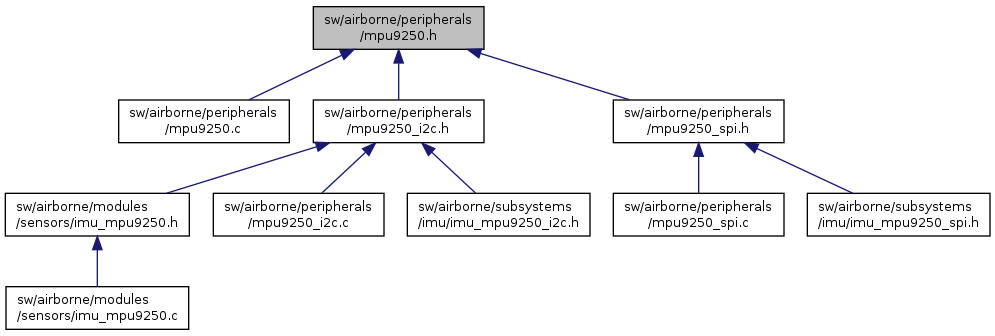 sw/airborne/peripherals
/mpu9250.h
sw/airborne/peripherals
/mpu9250.c
sw/airborne/peripherals
/mpu9250_i2c.h
sw/airborne/peripherals
/mpu9250_spi.h
sw/airborne/modules
/sensors/imu_mpu9250.h
sw/airborne/peripherals
/mpu9250_i2c.c
sw/airborne/subsystems
/imu/imu_mpu9250_i2c.h
sw/airborne/peripherals
/mpu9250_spi.c
sw/airborne/subsystems
/imu/imu_mpu9250_spi.h
sw/airborne/modules
/sensors/imu_mpu9250.c